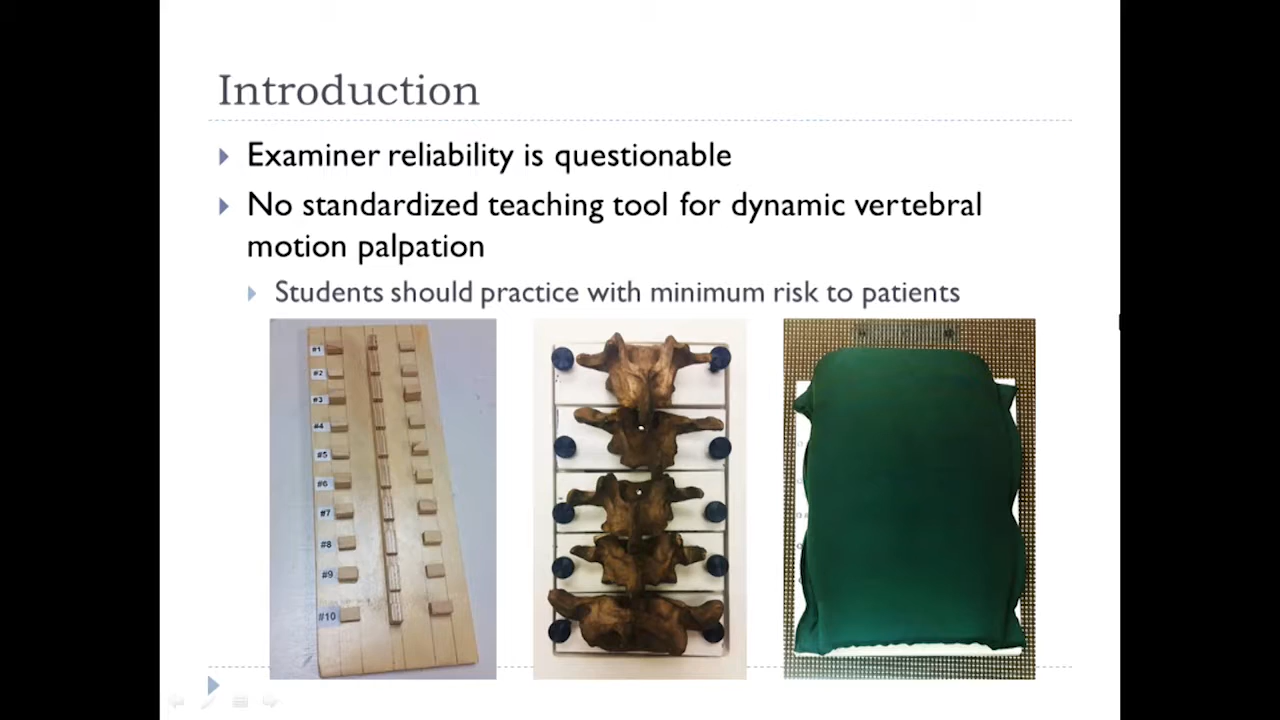 Introduction
Examiner reliability is questionable
No standardized teaching tool for dynamic vertebral
motion palpation
Students should practice with minimum risk to patients
#1
#2
#3
#4
#5
#6
#7
#8
#9
#10